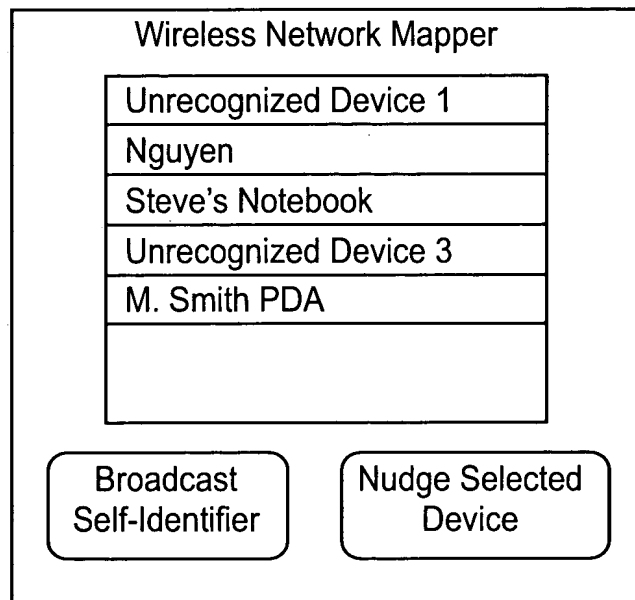 Wireless Network Mapper
Unrecognized Device 1
Nguyen
Steve's Notebook
Unrecognized Device 3
M. Smith PDA
Broadcast
Self-Identifier
Nudge Selected
Device